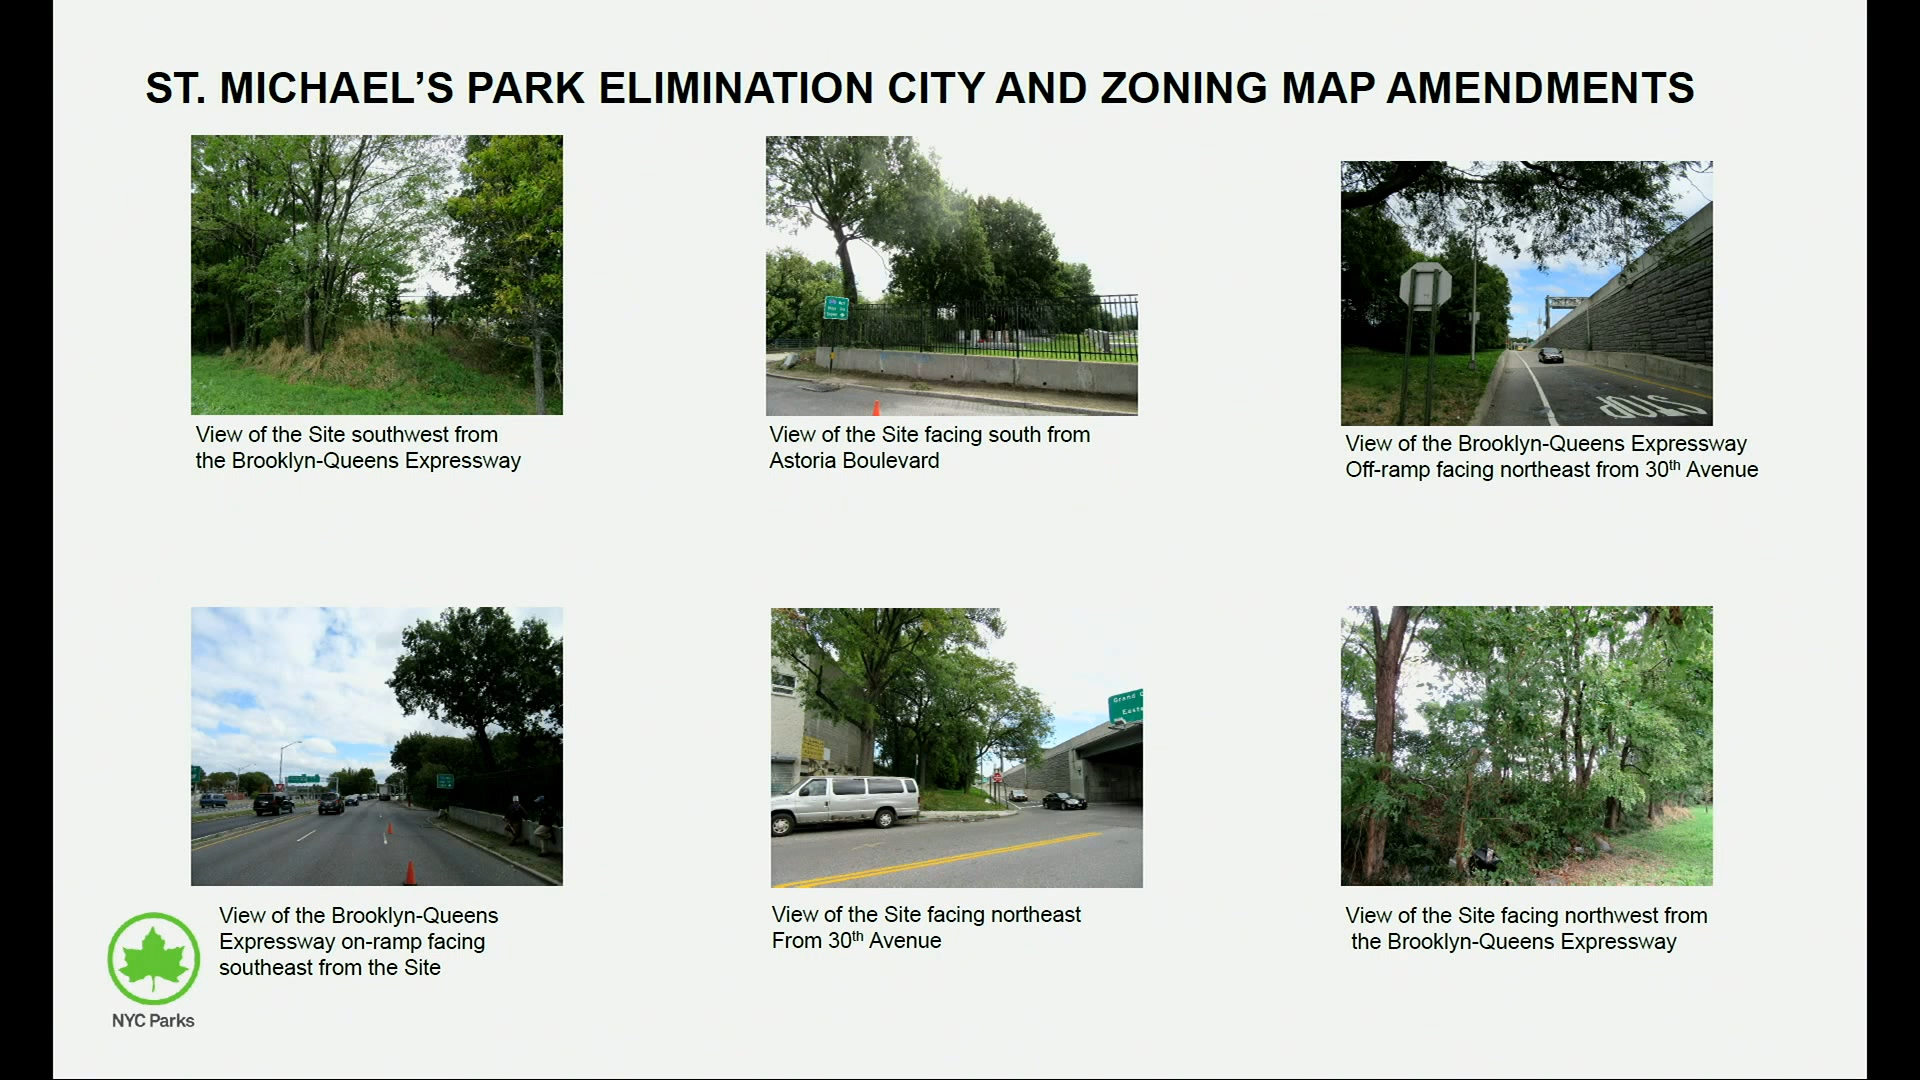 ST. MICHAEL’S PARK ELIMINATION CITY AND ZONING MAP AMENDMENTS
View of the Site southwest from
the Brooklyn-Queens Expressway
View of the Site facing south from
Astoria Boulevard
STOP
View of the Brooklyn-Queens Expressway
Off-ramp facing northeast from 30th Avenue
View of the Brooklyn-Queens
Expressway on-ramp facing
southeast from the Site
Grand C
Easte
View of the Site facing northeast
From 30th Avenue
View of the Site facing northwest from
the Brooklyn-Queens Expressway
NYC Parks